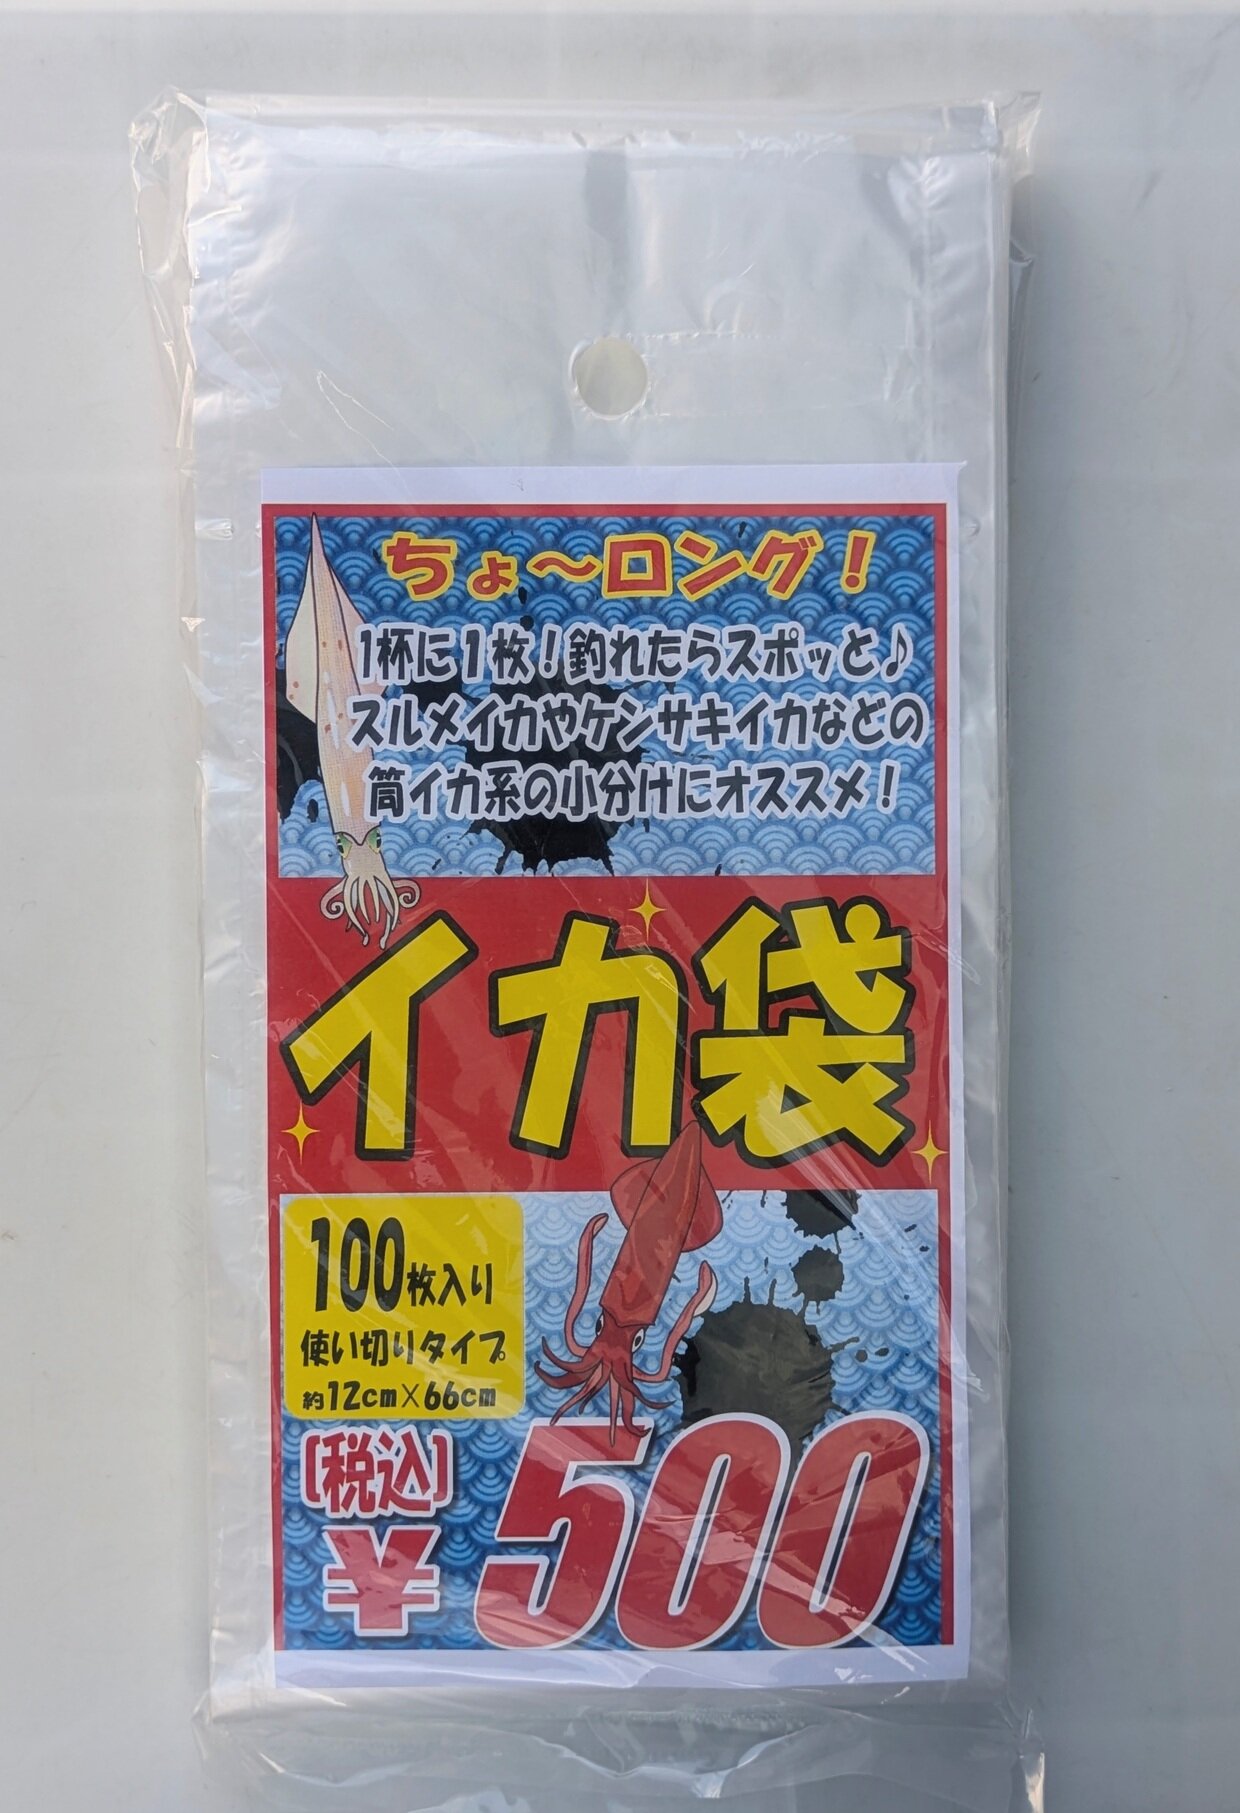 ちょ～ロング！
1杯に1枚！釣れたらスポッと♪
スルメイカやケンサキイカなどの
筒イカ系の小分けにオススメ！
イカ袋
100枚入り
使い切りタイプ
約12cm×66cm
[税込]
¥500